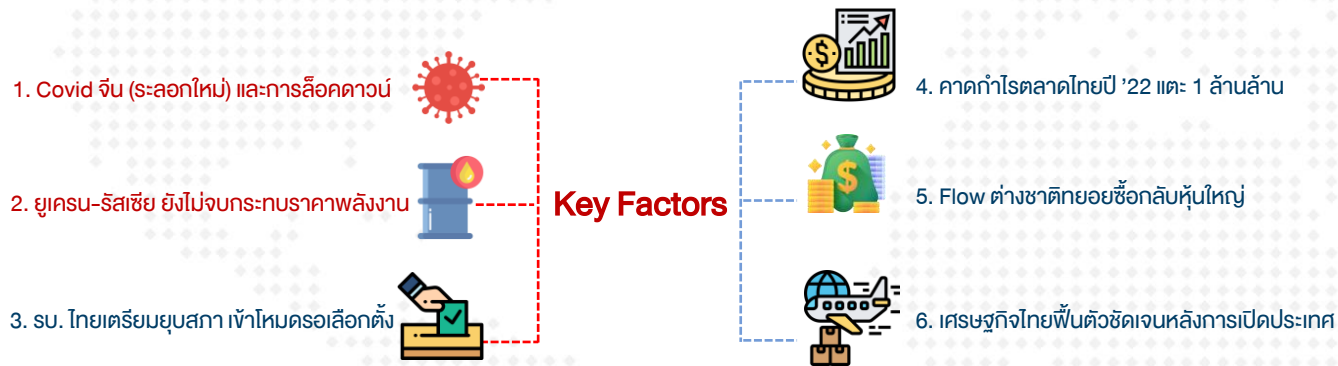 1. Covid จีน (ระลอกใหม่) และการล็อคดาวน์
2. ยูเครน-รัสเซีย ยังไม่จบกระทบราคาพลังงาน
3. รบ. ไทยเตรียมยุบสภา เข้าโหมดรอเลือกตั้ง
Key Factors
4. คาดกำไรตลาดไทยปี ’22 แตะ 1 ล้านล้าน
5. Flow ต่างชาติทยอยซื้อกลับหุ้นใหญ่
6. เศรษฐกิจไทยฟื้นตัวชัดเจนหลังการเปิดประเทศ